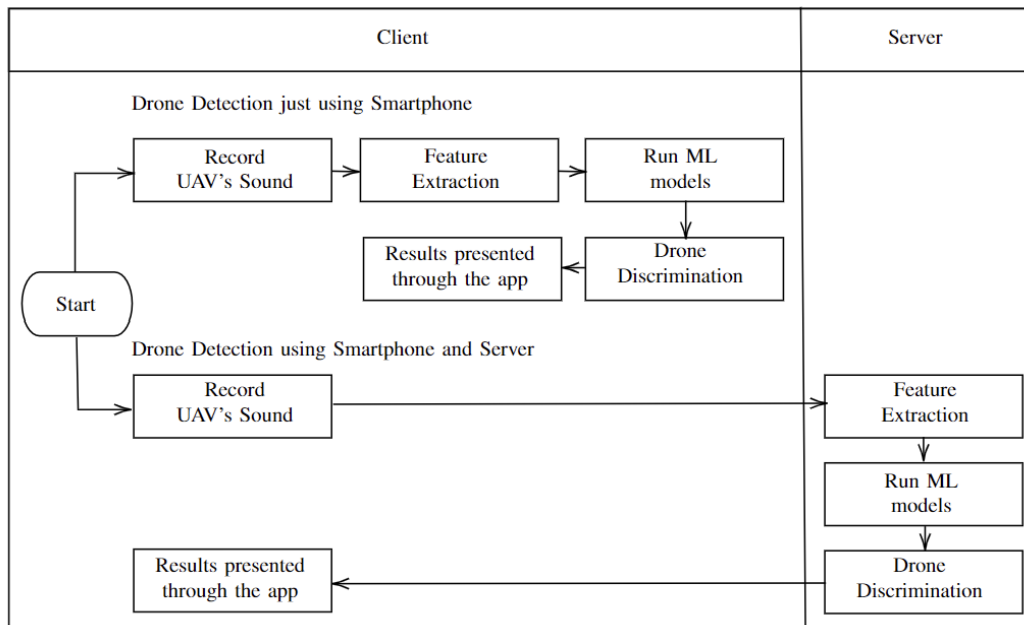 Client
Server
Drone Detection just using Smartphone
Record
UAV's Sound
Feature
Extraction
Run ML
models
Results presented
through the app
Drone
Discrimination
Start
Drone Detection using Smartphone and Server
Record
UAV's Sound
Feature
Extraction
Run ML
models
Results presented
through the app
Drone
Discrimination